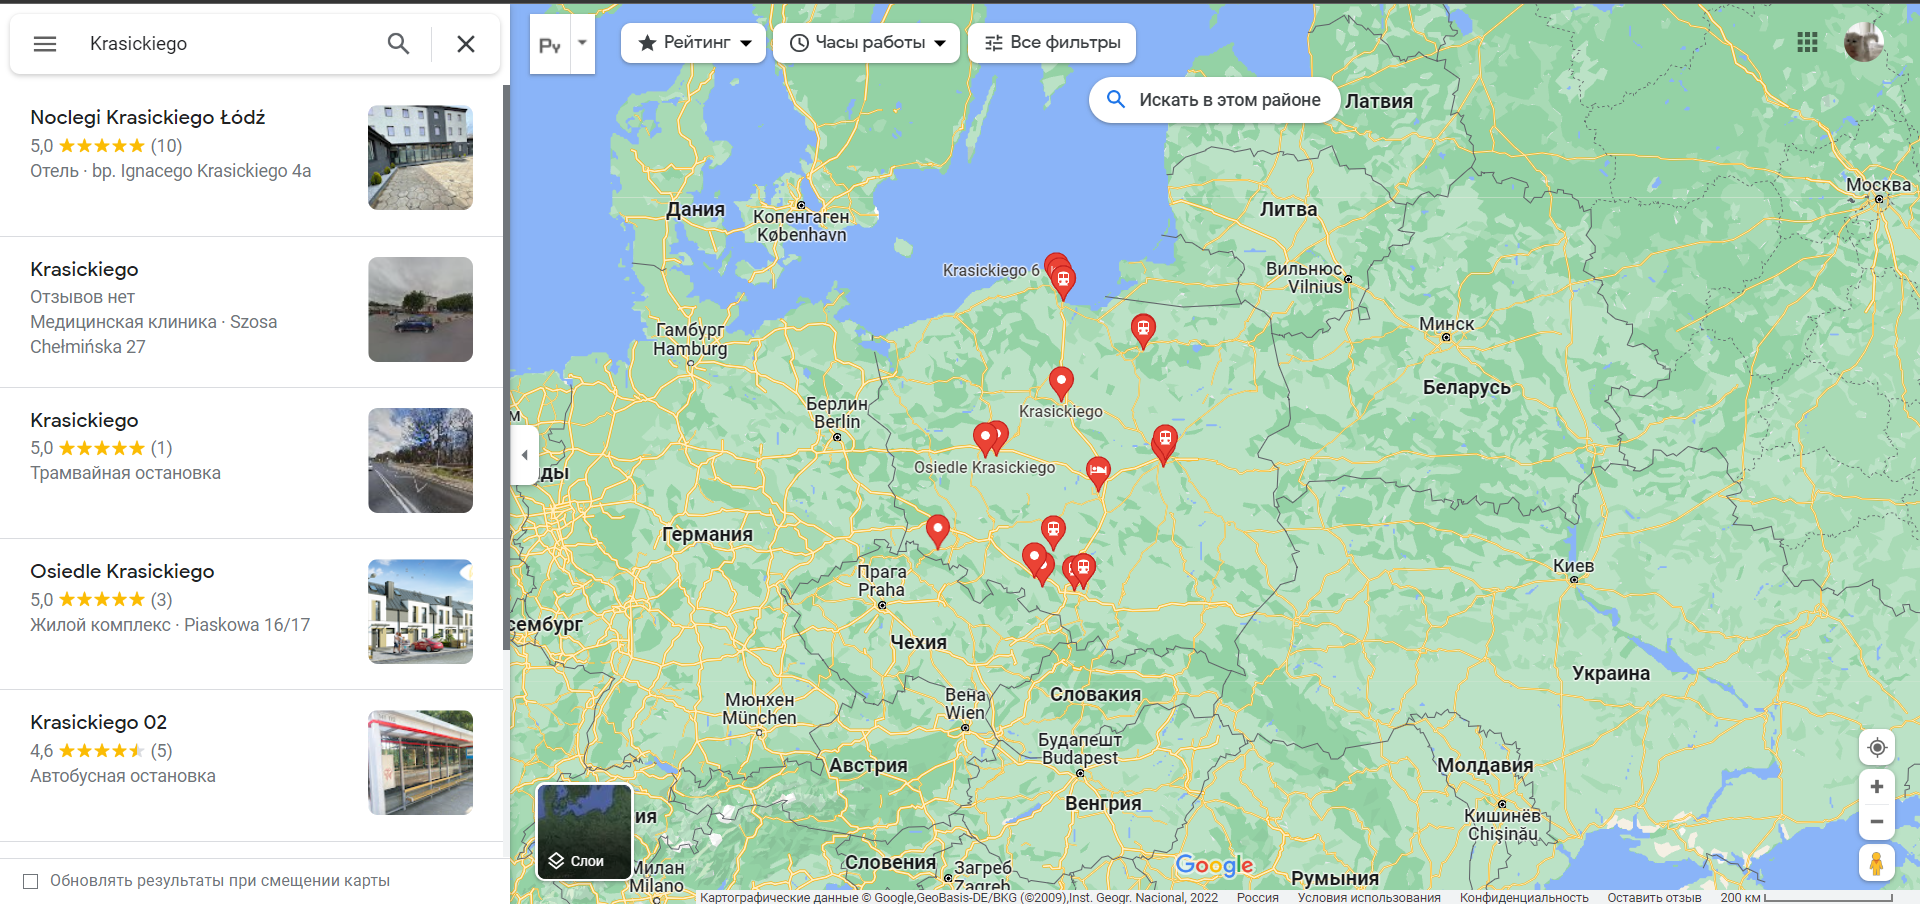 Krasickiego
Noclegi Krasickiego Łódź
5,0 (10)
Отель · bp. Ignacego Krasickiego 4a
Krasickiego
Отзывов нет
Медицинская клиника · Szosa
Chełmińska 27
Krasickiego
5,0 (1)
Трамвайная остановка
Osiedle Krasickiego
5,0 (3)
Жилой комплекс · Piaskowa 16/17
Krasickiego 02
4,6 (5)
Автобусная остановка
Обновлять результаты при смещении карты
Рейтинг
Часы работы
Все фильтры
Искать в этом районе
Латвия
Москва
Дания
Копенгаген
København
Литва
Krasickiego 6
Вильнюс
Vilnius
Гамбург
Hamburg
Минск
Беларусь
Берлин
Berlin
Krasickiego
Osiedle Krasickiego
ды
Германия
Прага
Praha
Киев
сембург
Чехия
Украина
Мюнхен
München
Вена
Wien
Словакия
Будапешт
Budapest
Австрия
Молдавия
Венгрия
Кишинёв
Chișinău
ия
Слои
Милан
Milano
Словения
Загреб
Zagreb
Google
Румыния
Картографические данные © Google,GeoBasis-DE/BKG (©2009),Inst. Geogr. Nacional, 2022
Россия
Условия использования
Конфиденциальность
Оставить отзыв
200 км